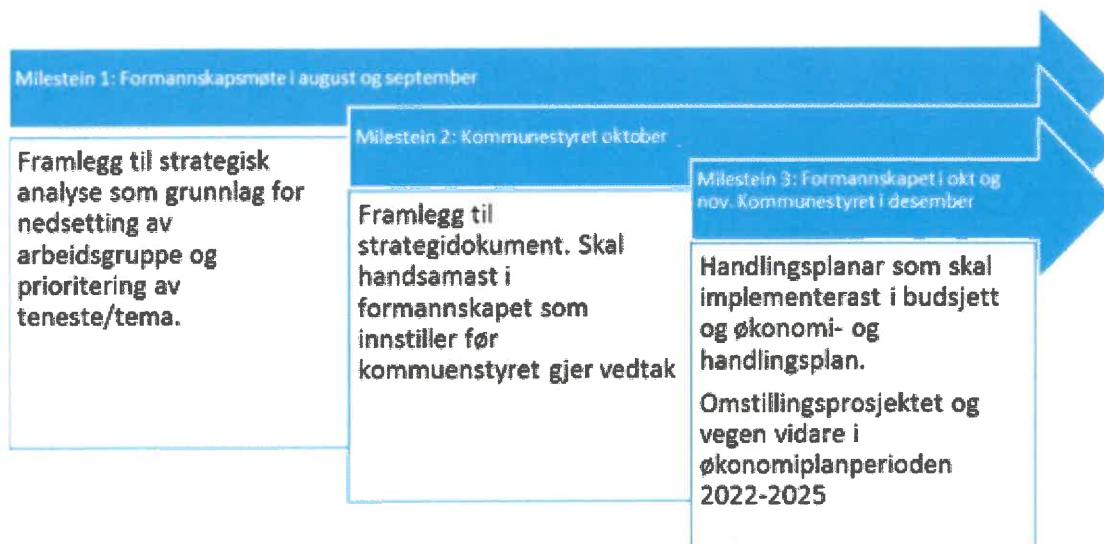 Milestein 1: Formannskapsmøte i august og september
Framlegg til strategisk
analyse som grunnlag for
nedsetting av
arbeidsgruppe og
prioritering av
teneste/tema.
Milestein 2: Kommunestyret oktober
Framlegg til
strategidokument. Skal
handsamast i
formannskapet som
innstiller før
kommuenstyret gjer vedtak
Milestein 3: Formannskapet i okt og
nov. Kommunestyret i desember
Handlingsplanar som skal
implementerast i budsjett
og økonomi- og
handlingsplan.
Omstillingsprosjektet og
vegen vidare i
økonomiplanperioden
2022-2025